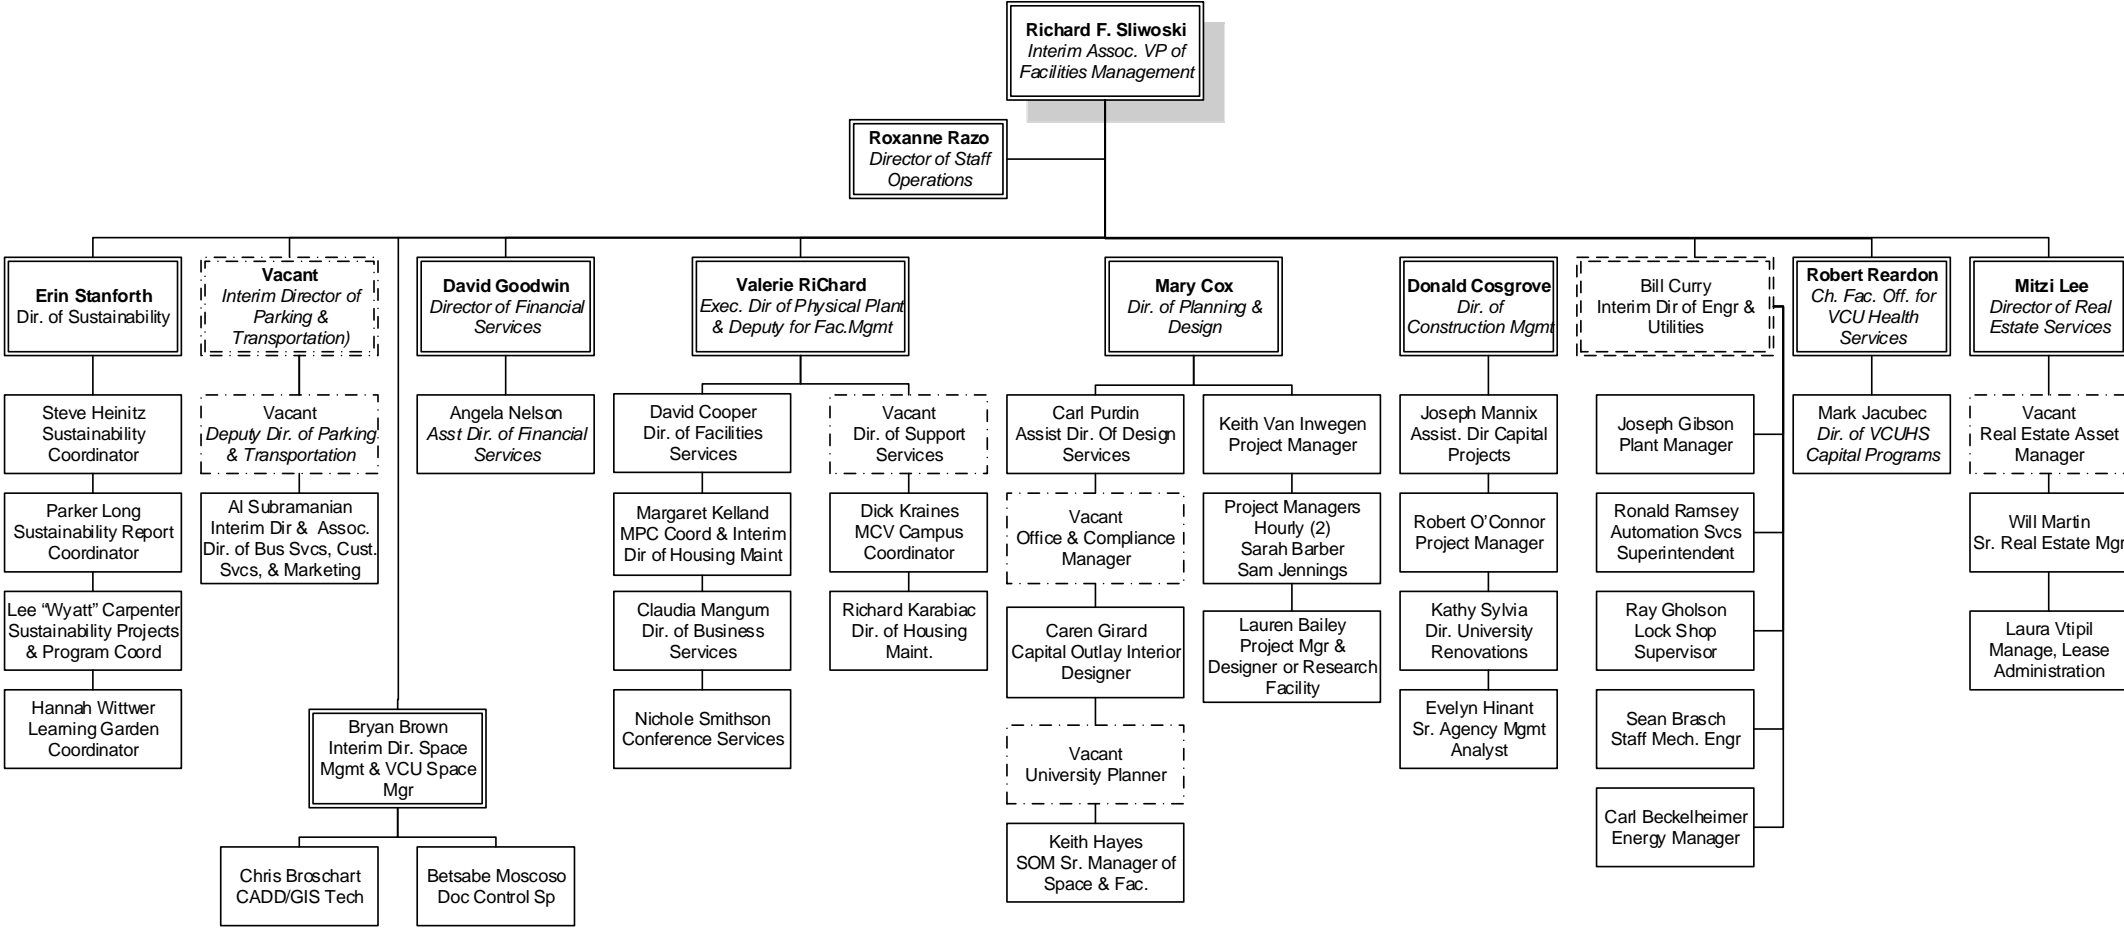 Richard F. Sliwoski
Interim Assoc. VP of
Facilities Management
Roxanne Razo
Director of Staff
Operations
Erin Stanforth
Dir. of Sustainability
Vacant
Interim Director of
Parking &
Transportation)
David Goodwin
Director of Financial
Services
Valerie RiChard
Exec. Dir of Physical Plant
& Deputy for Fac.Mgmt
Mary Cox
Dir. of Planning &
Design
Donald Cosgrove
Dir. of
Construction Mgmt
Bill Curry
Interim Dir of Engr &
Utilities
Robert Reardon
Ch. Fac. Off. for
VCU Health
Services
Mitzi Lee
Director of Real
Estate Services
Steve Heinitz
Sustainability
Coordinator
Parker Long
Sustainability Report
Coordinator
Lee “Wyatt” Carpenter
Sustainability Projects
& Program Coord
Hannah Wittwer
Learning Garden
Coordinator
Vacant
Deputy Dir. of Parking
& Transportation
Al Subramanian
Interim Dir & Assoc.
Dir. of Bus Svcs, Cust.
Svcs, & Marketing
Bryan Brown
Interim Dir. Space
Mgmt & VCU Space
Mgr
Chris Broschart
CADD/GIS Tech
Betsabe Moscoso
Doc Control Sp
Angela Nelson
Asst Dir. of Financial
Services
David Cooper
Dir. of Facilities
Services
Margaret Kelland
MPC Coord & Interim
Dir of Housing Maint
Claudia Mangum
Dir. of Business
Services
Nichole Smithson
Conference Services
Vacant
Dir. of Support
Services
Dick Kraines
MCV Campus
Coordinator
Richard Karabiac
Dir. of Housing
Maint.
Carl Purdin
Assist Dir. Of Design
Services
Vacant
Office & Compliance
Manager
Caren Girard
Capital Outlay Interior
Designer
Vacant
University Planner
Keith Hayes
SOM Sr. Manager of
Space & Fac.
Keith Van Inwegen
Project Manager
Project Managers
Hourly (2)
Sarah Barber
Sam Jennings
Lauren Bailey
Project Mgr &
Designer or Research
Facility
Joseph Mannix
Assist. Dir Capital
Projects
Robert O’Connor
Project Manager
Kathy Sylvia
Dir. University
Renovations
Evelyn Hinant
Sr. Agency Mgmt
Analyst
Joseph Gibson
Plant Manager
Ronald Ramsey
Automation Svcs
Superintendent
Ray Gholson
Lock Shop
Supervisor
Sean Brasch
Staff Mech. Engr
Carl Beckelheimer
Energy Manager
Mark Jacubec
Dir. of VCUHS
Capital Programs
Vacant
Real Estate Asset
Manager
Will Martin
Sr. Real Estate Mgr
Laura Vtipil
Manage, Lease
Administration